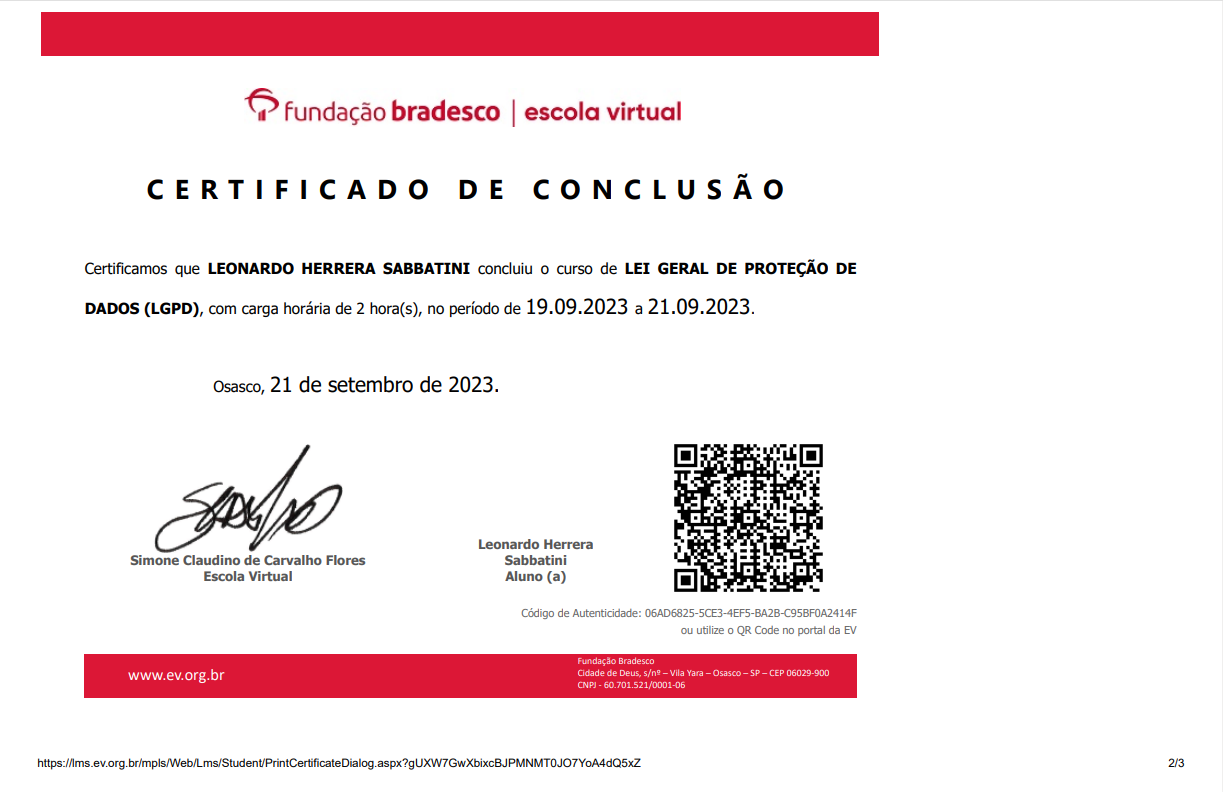 fundação bradesco | escola virtual
CERTIFICADO DE CONCLUSÃO
Certificamos que LEONARDO HERRERA SABBATINI concluiu o curso de LEI GERAL DE PROTEÇÃO DE
DADOS (LGPD), com carga horária de 2 hora(s), no período de 19.09.2023 a 21.09.2023.
Osasco, 21 de setembro de 2023.
Simone Claudino de Carvalho Flores
Escola Virtual
Leonardo Herrera
Sabbatini
Aluno (a)
Código de Autenticidade: 06AD6825-5CE3-4EF5-BA2B-C95BF0A2414F
ou utilize o QR Code no portal da EV
www.ev.org.br
Fundação Bradesco
Cidade de Deus, s/nº – Vila Yara – Osasco – SP – CEP 06029-900
CNPJ - 60.701.521/0001-06
https://lms.ev.org.br/mpls/Web/Lms/Student/PrintCertificateDialog.aspx?gUXW7GwXbixcBJPMNMT0JO7YoA4dQ5xZ
2/3